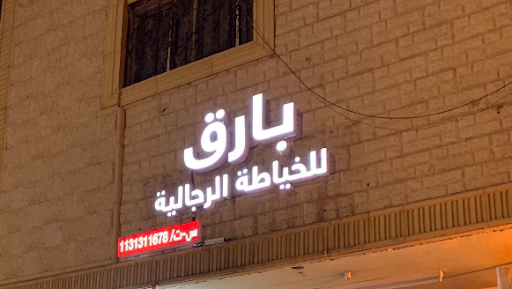 بارق
للخياطة الرجالية
س-ت/ 1131311678